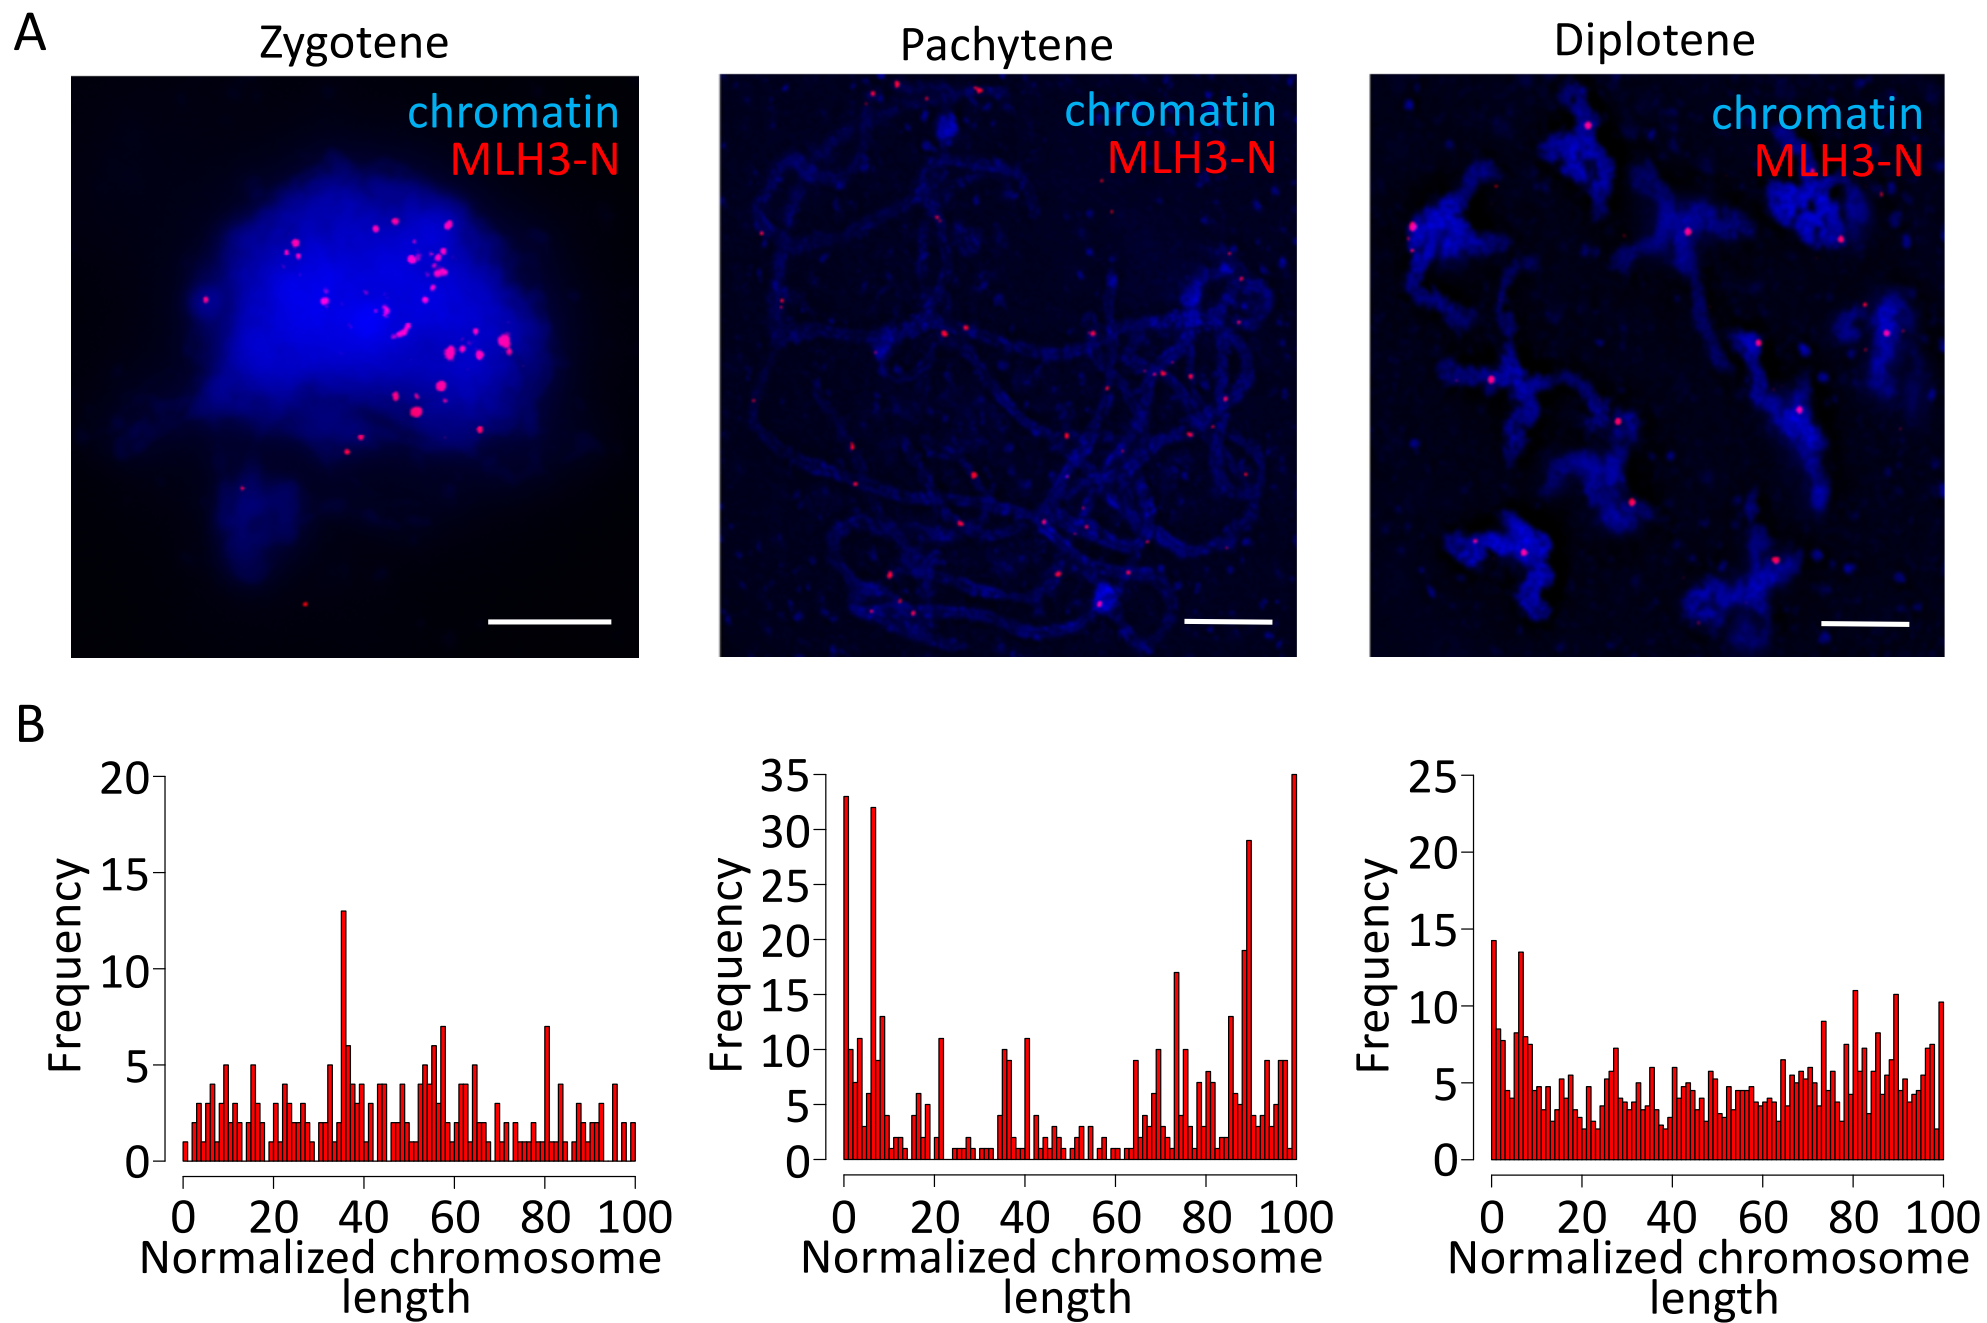 A
Zygotene
Pachytene
Diplotene
chromatin
MLH3-N
chromatin
MLH3-N
chromatin
MLH3-N
B
Frequency
20
15
10
5
0
0 20 40 60 80 100
Normalized chromosome
length
Frequency
35
30
25
20
15
10
5
0
0 20 40 60 80 100
Normalized chromosome
length
Frequency
25
20
15
10
5
0
0 20 40 60 80 100
Normalized chromosome
length